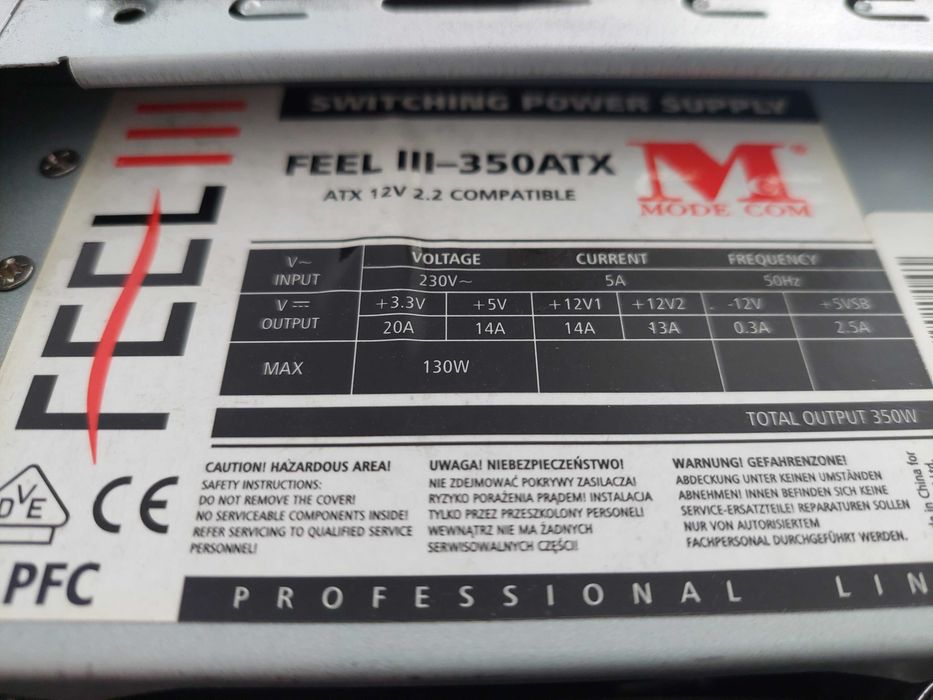 SWITCHING POWER SUPPLY
FEEL III-350ATX
ATX 12V 2.2 COMPATIBLE
M
MODE COM
FEEL III
V~ INPUT VOLTAGE CURRENT FREQUENCY
230V~ 5A 50Hz
V⎓ OUTPUT +3.3V +5V +12V1 +12V2 -12V +5VSB
20A 14A 14A 13A 0.3A 2.5A
MAX 130W
TOTAL OUTPUT 350W
CAUTION! HAZARDOUS AREA!
SAFETY INSTRUCTIONS:
DO NOT REMOVE THE COVER!
NO SERVICEABLE COMPONENTS INSIDE!
REFER SERVICING TO QUALIFIED SERVICE
PERSONNEL!
UWAGA! NIEBEZPIECZEŃSTWO!
NIE ZDEJMOWAĆ POKRYWY ZASILACZA!
RYZYKO PORAŻENIA PRĄDEM! INSTALACJA
TYLKO PRZEZ PRZESZKOLONY PERSONEL!
WEWNĄTRZ NIE MA ŻADNYCH
SERWISOWALNYCH CZĘŚCI!
WARNUNG! GEFAHRENZONE!
ABDECKUNG UNTER KEINEN UMSTÄNDEN
ABNEHMEN! INNEN BEFINDEN SICH KEINE
SERVICE-ERSATZTEILE! REPARATUREN SOLLEN
NUR VON AUTORISIERTEM
FACHPERSONAL DURCHGEFÜHRT WERDEN.
China for
DVE
CE
PFC
PROFESSIONAL LIN